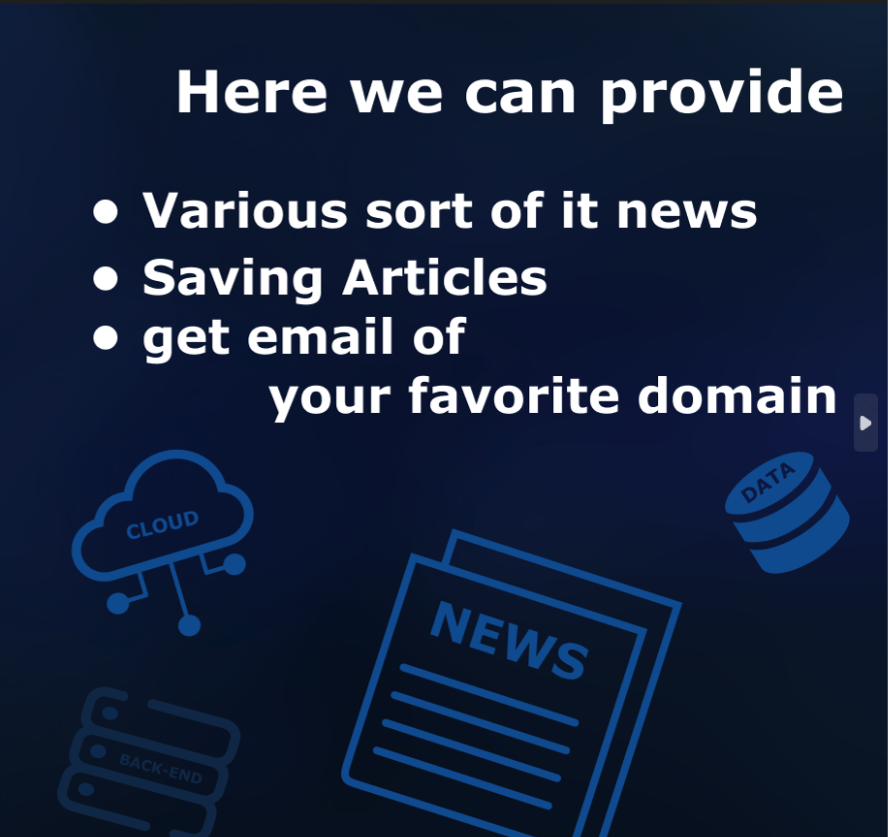 Here we can provide
● Various sort of it news
● Saving Articles
● get email of
your favorite domain
CLOUD
DATA
NEWS
BACK-END